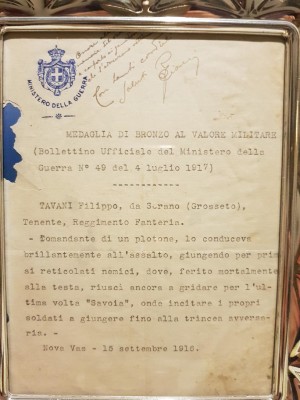 MINISTERO DELLA GUERRA
Con tanti
Saluti
MEDAGLIA DI BRONZO AL VALORE MILITARE
(Bollettino Ufficiale del Ministero della
Guerra N° 49 del 4 luglio 1917)
------------
TAVANI Filippo, da Sorano (Grosseto),
Tenente, Reggimento Fanteria.
- Comandante di un plotone, lo conduceva
brillantemente all'assalto, giungendo per primo
ai reticolati nemici, dove, ferito mortalmente
alla testa, riuscì ancora a gridare per l'ul-
tima volta "Savoia", onde incitare i propri
soldati a giungere fino alla trincea avversa-
ria. -
Nova Vas - 15 settembre 1916.